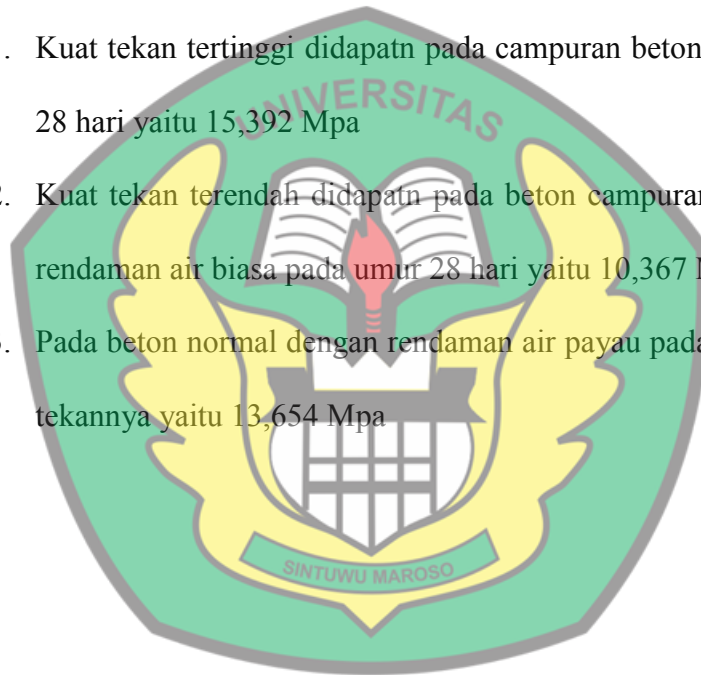 . Kuat tekan tertinggi didapatn pada campuran beton
28 hari yaitu 15,392 Mpa
2. Kuat tekan terendah didapatn pada beton campuran
rendaman air biasa pada umur 28 hari yaitu 10,367
. Pada beton normal dengan rendaman air payau pada
tekannya yaitu 13,654 Mpa
UNIVERSITAS
SINTUWU MAROSO